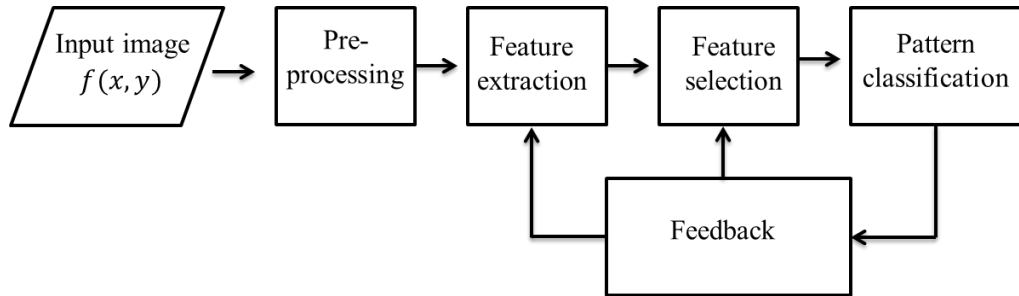 Input image
f(x, y)
Pre-
processing
Feature
extraction
Feature
selection
Pattern
classification
Feedback